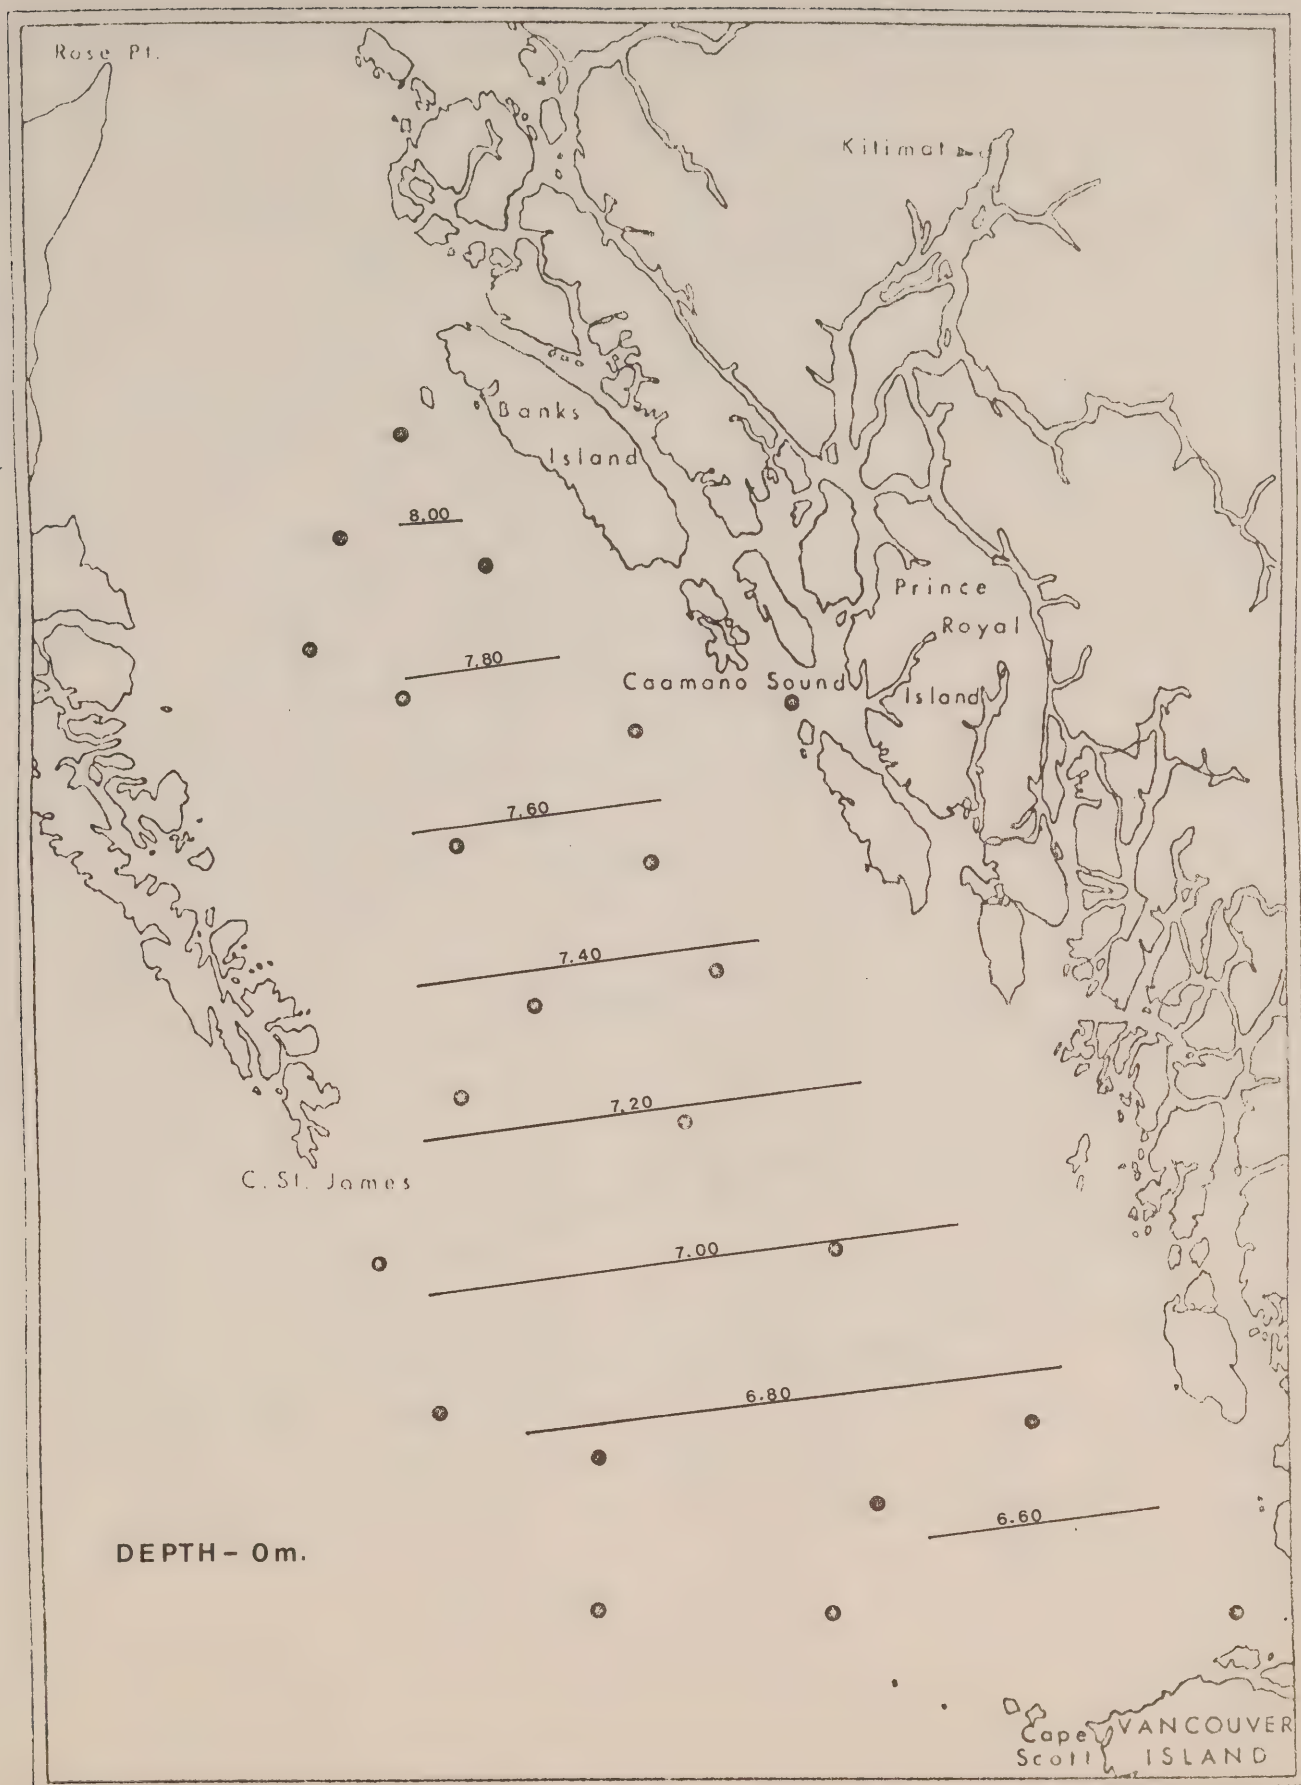 Rose Pt.
Kitimat
Banks
Island
8.00
Prince
Royal
Island
7.80
Caamano Sound
7.60
7.40
7.20
C. St. James
7.00
6.80
6.60
DEPTH - 0m.
Cape
Scott
VANCOUVER
ISLAND